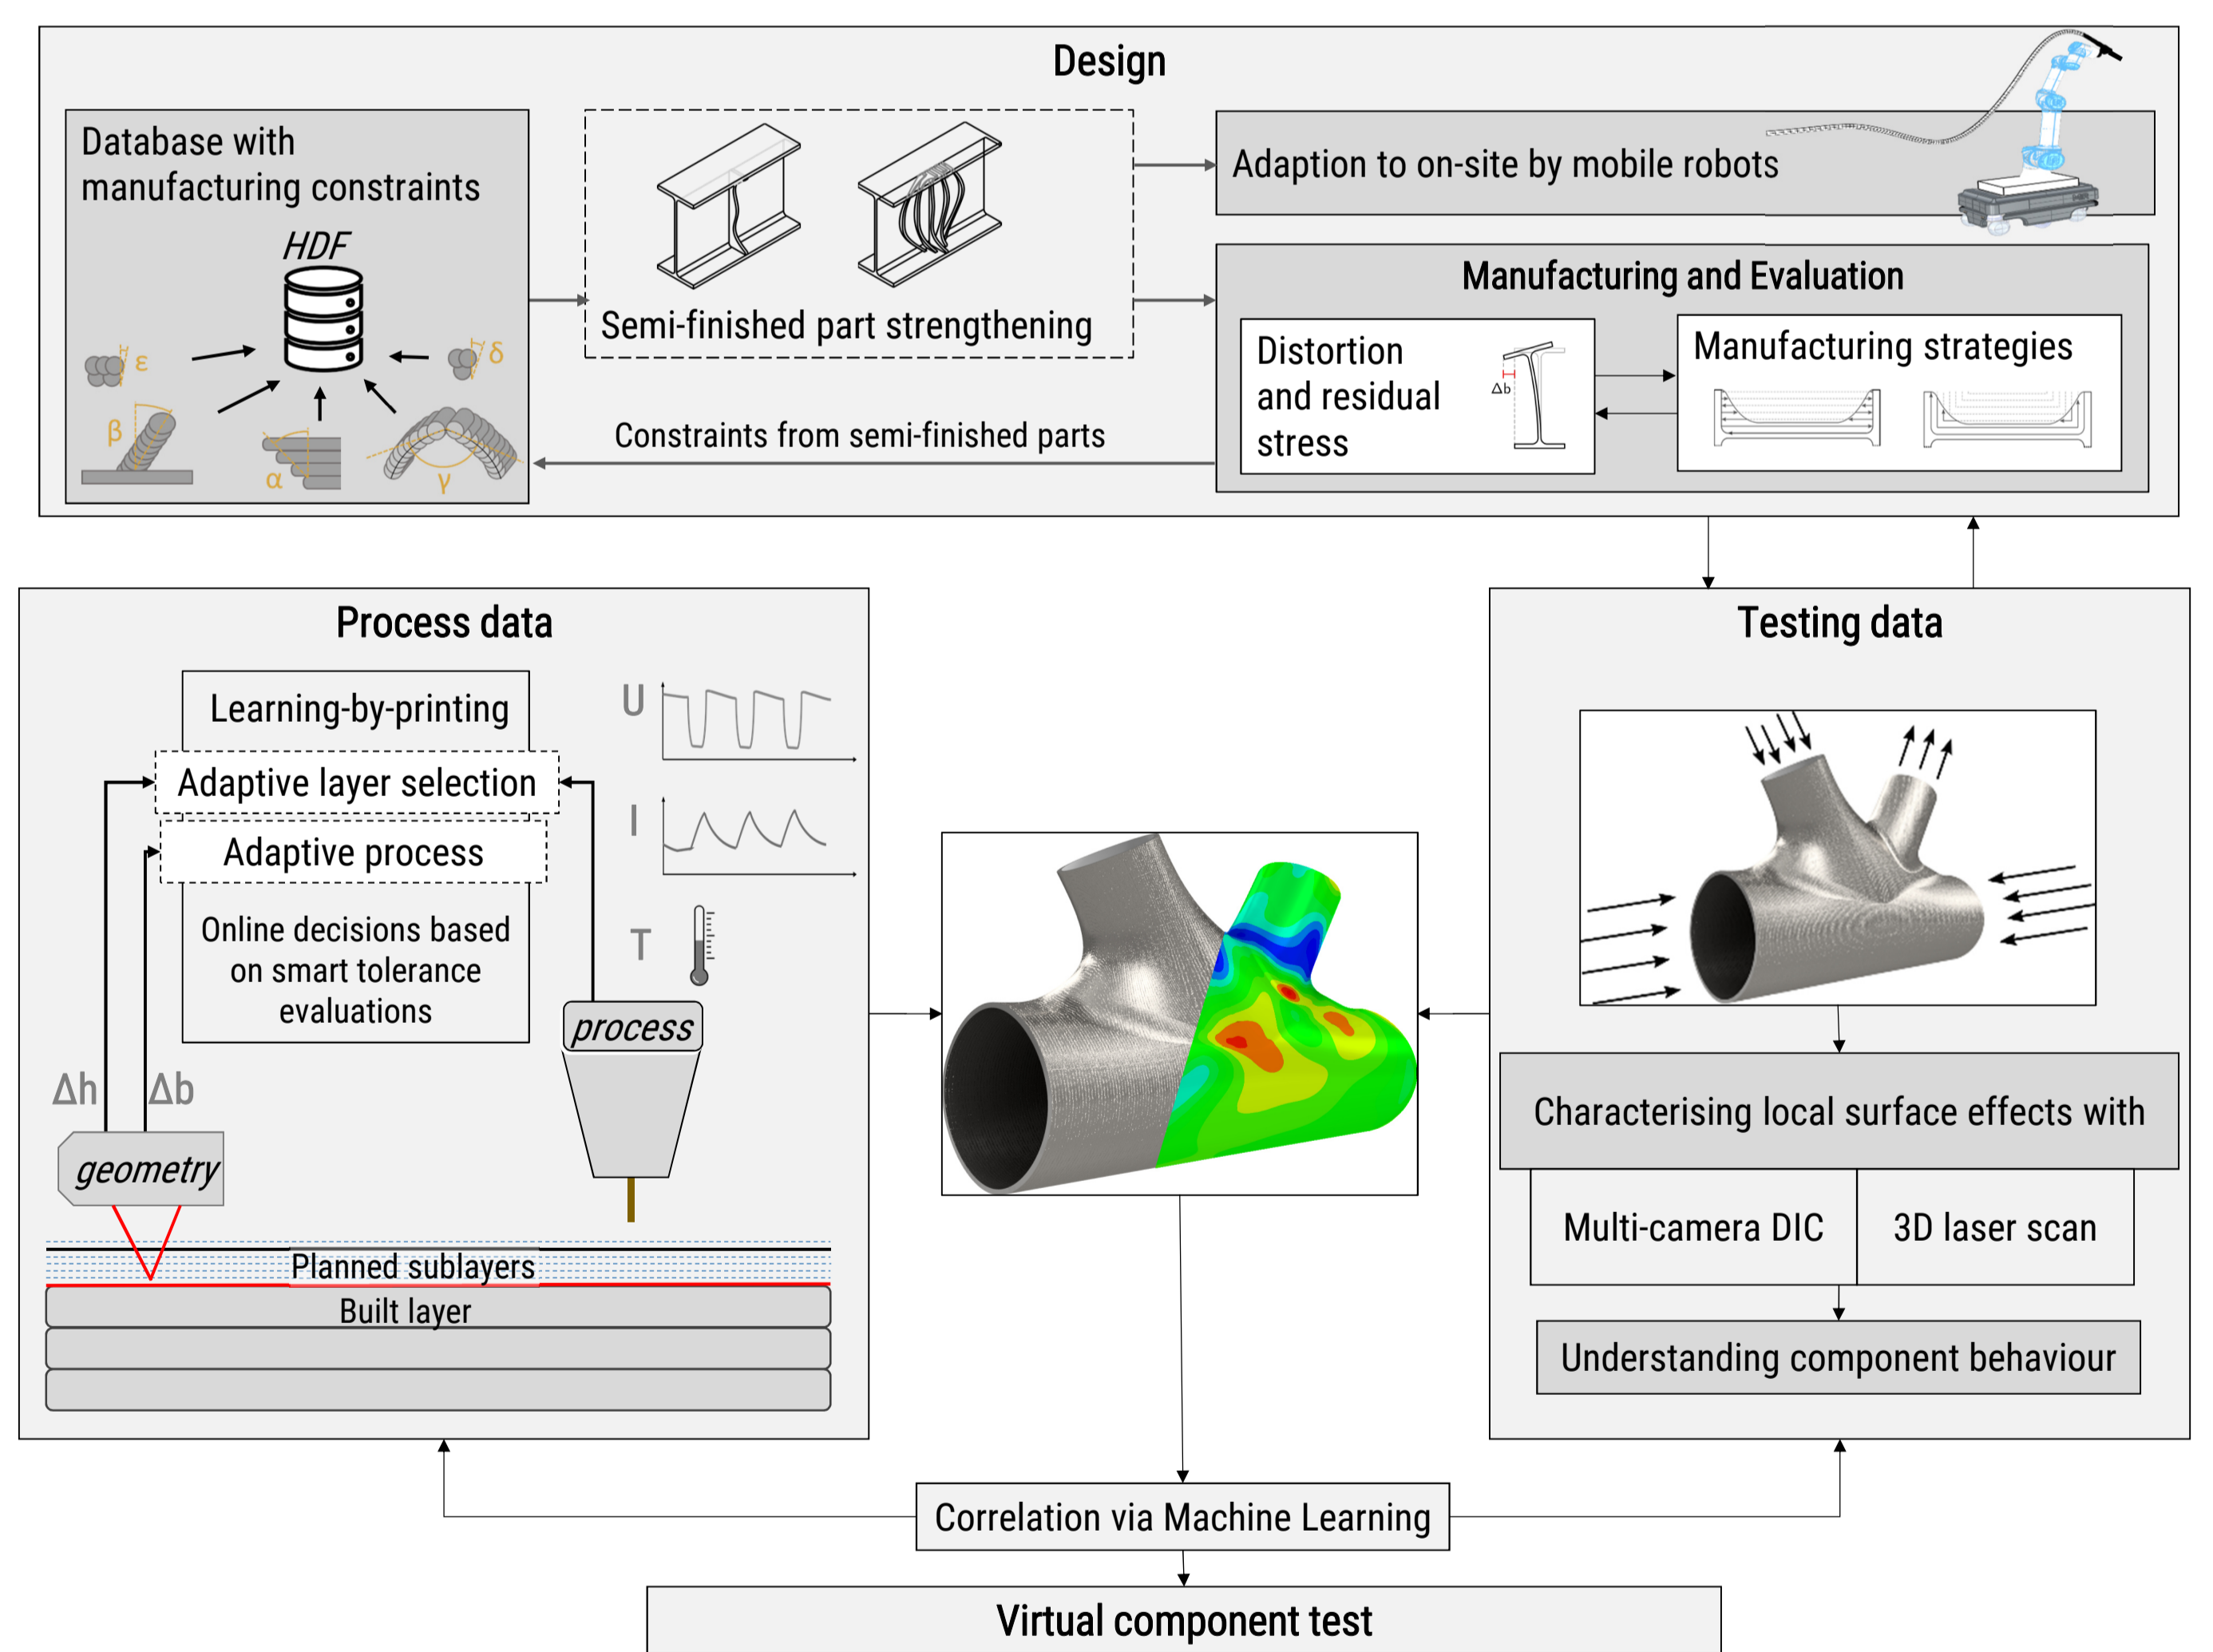 Design
Database with
manufacturing constraints
HDF
ε
δ
β
α
γ
Semi-finished part strengthening
Constraints from semi-finished parts
Adaption to on-site by mobile robots
Manufacturing and Evaluation
Distortion
and residual
stress
Δb
Manufacturing strategies
Process data
Learning-by-printing
Adaptive layer selection
Adaptive process
Online decisions based
on smart tolerance
evaluations
U
I
T
process
Δh
Δb
geometry
Planned sublayers
Built layer
Testing data
Characterising local surface effects with
Multi-camera DIC
3D laser scan
Understanding component behaviour
Correlation via Machine Learning
Virtual component test